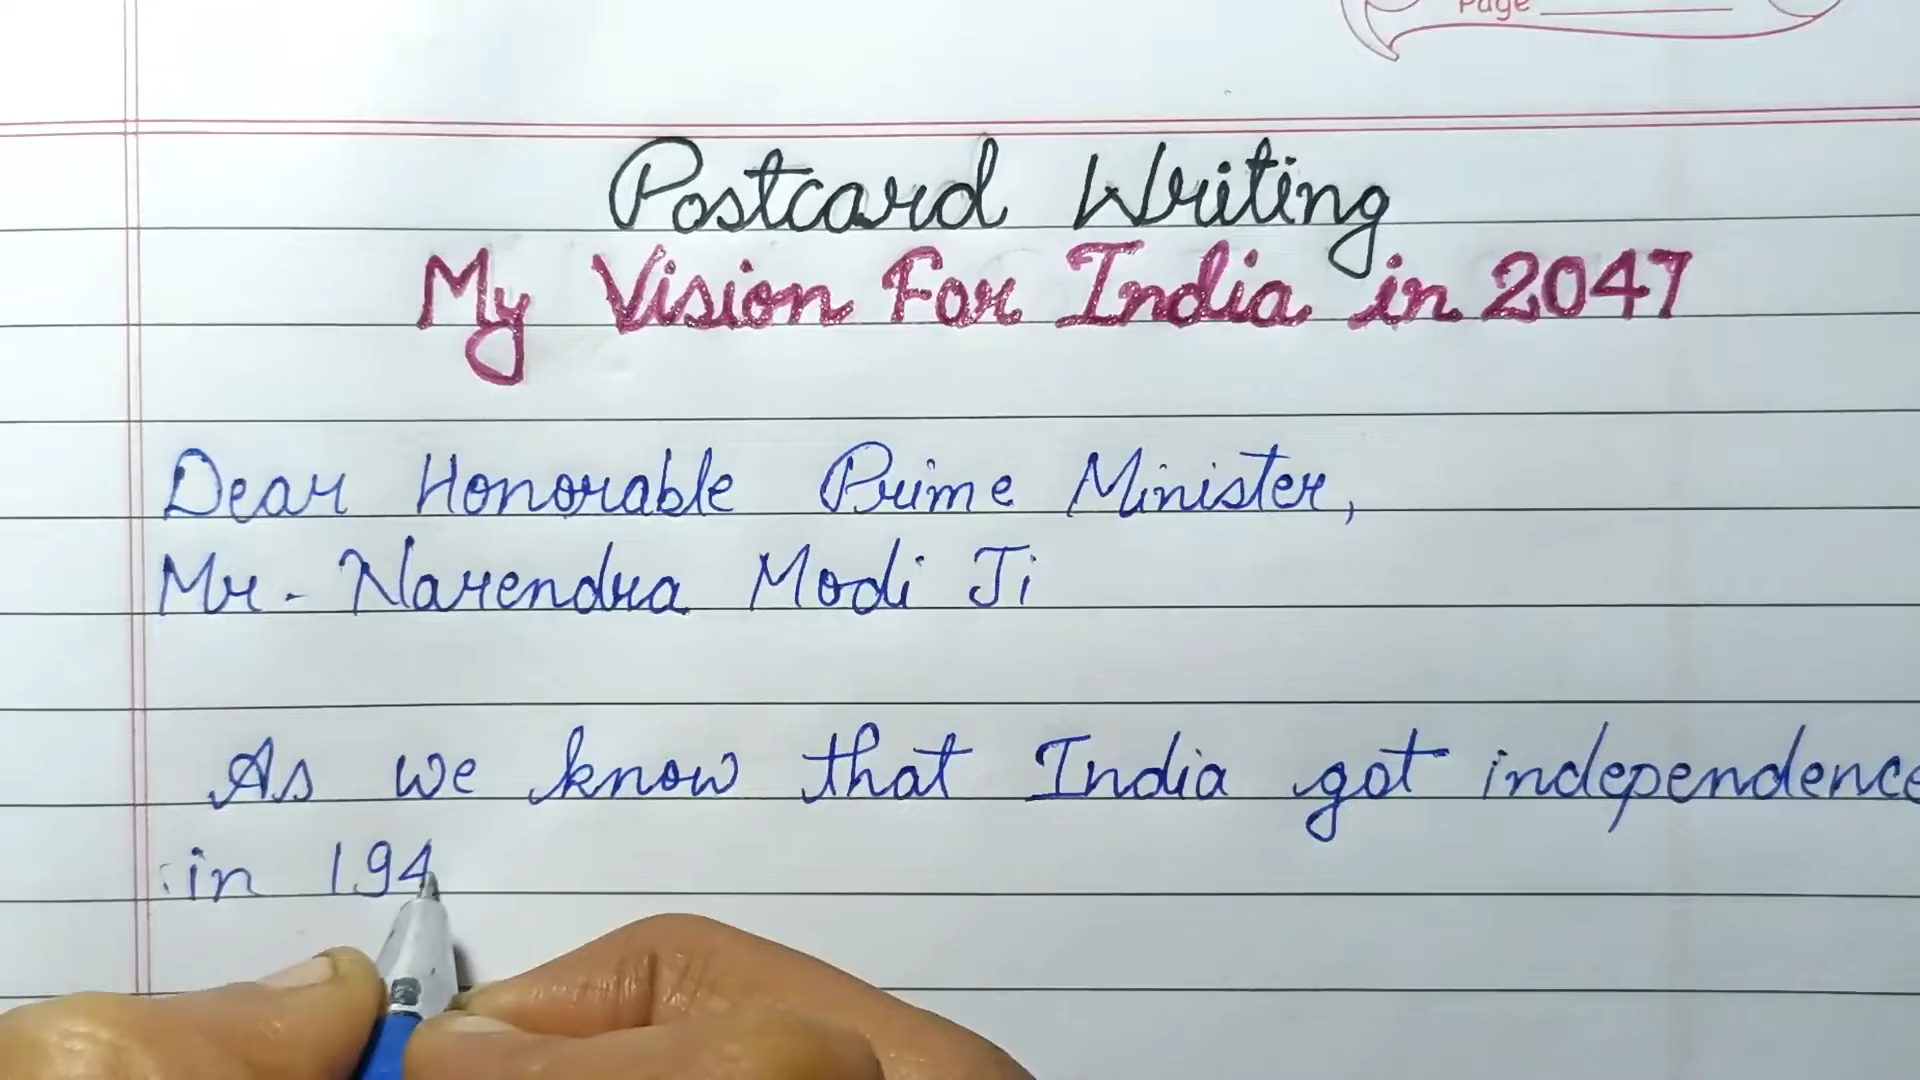 Page
Postcard Writing
My Vision For India in 2047
Dear Honorable Prime Minister,
Mr. Narendra Modi Ji
As we know that India got independence
in 194